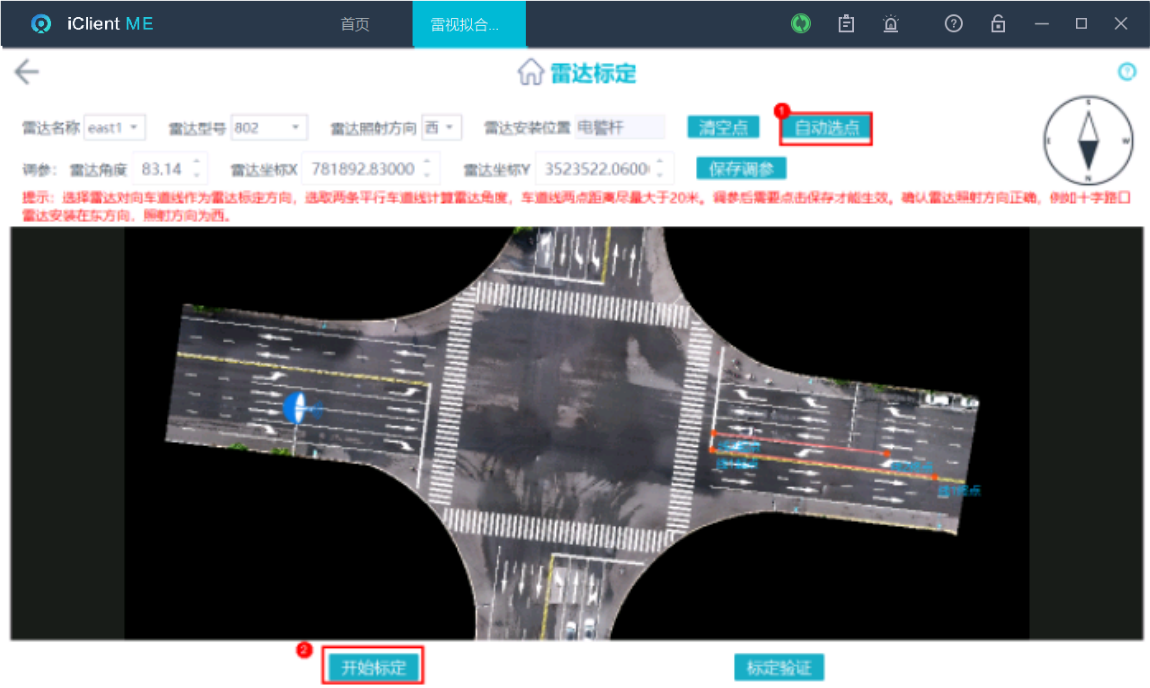 iClient ME 首页 雷视拟合...
雷达标定
1
雷达名称 east1 雷达型号 802 雷达照射方向 西 雷达安装位置 电警杆 清空点 自动选点
调参: 雷达角度 83.14 雷达坐标X 781892.83000 雷达坐标Y 3523522.0600 保存调参
提示: 选择雷达对向车道线作为雷达标定方向, 选取两条平行车道线计算雷达角度, 车道线两点距离尽量大于20米。调参后需要点击保存才能生效。确认雷达照射方向正确, 例如十字路口
雷达安装在东方向, 照射方向为西。
S
E W
N
2
开始标定 标定验证